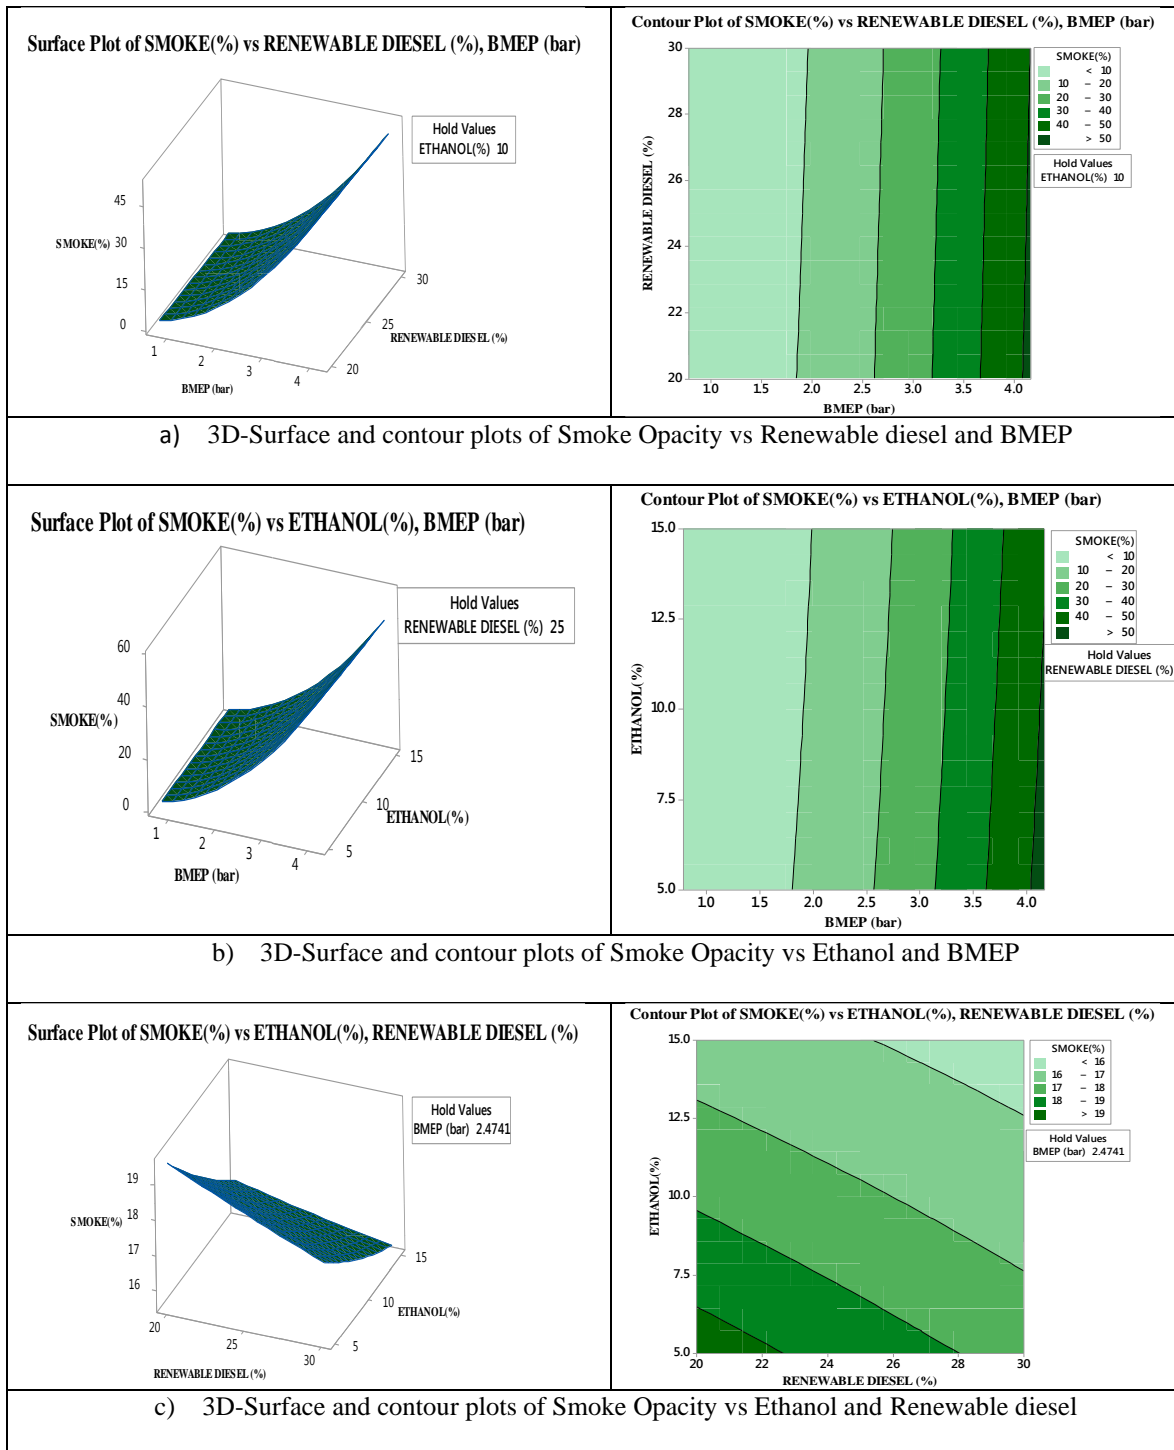 Surface Plot of SMOKE(%) vs RENEWABLE DIESEL (%), BMEP (bar)
Hold Values
ETHANOL(%) 10
45
30
15
0
SMOKE(%)
1
2
3
4
BMEP (bar)
20
25
30
RENEWABLE DIESEL (%)
Contour Plot of SMOKE(%) vs RENEWABLE DIESEL (%), BMEP (bar)
30
28
26
24
22
20
RENEWABLE DIESEL (%)
1.0 1.5 2.0 2.5 3.0 3.5 4.0
BMEP (bar)
SMOKE(%)
< 10
10 – 20
20 – 30
30 – 40
40 – 50
> 50
Hold Values
ETHANOL(%) 10
a) 3D-Surface and contour plots of Smoke Opacity vs Renewable diesel and BMEP
Surface Plot of SMOKE(%) vs ETHANOL(%), BMEP (bar)
Hold Values
RENEWABLE DIESEL (%) 25
60
40
20
0
SMOKE(%)
1
2
3
4
BMEP (bar)
5
10
15
ETHANOL(%)
Contour Plot of SMOKE(%) vs ETHANOL(%), BMEP (bar)
15.0
12.5
10.0
7.5
5.0
ETHANOL(%)
1.0 1.5 2.0 2.5 3.0 3.5 4.0
BMEP (bar)
SMOKE(%)
< 10
10 – 20
20 – 30
30 – 40
40 – 50
> 50
Hold Values
RENEWABLE DIESEL (%)
b) 3D-Surface and contour plots of Smoke Opacity vs Ethanol and BMEP
Surface Plot of SMOKE(%) vs ETHANOL(%), RENEWABLE DIESEL (%)
Hold Values
BMEP (bar) 2.4741
19
18
17
16
SMOKE(%)
20
25
30
RENEWABLE DIESEL (%)
5
10
15
ETHANOL(%)
Contour Plot of SMOKE(%) vs ETHANOL(%), RENEWABLE DIESEL (%)
15.0
12.5
10.0
7.5
5.0
ETHANOL(%)
20 22 24 26 28 30
RENEWABLE DIESEL (%)
SMOKE(%)
< 16
16 – 17
17 – 18
18 – 19
> 19
Hold Values
BMEP (bar) 2.4741
c) 3D-Surface and contour plots of Smoke Opacity vs Ethanol and Renewable diesel